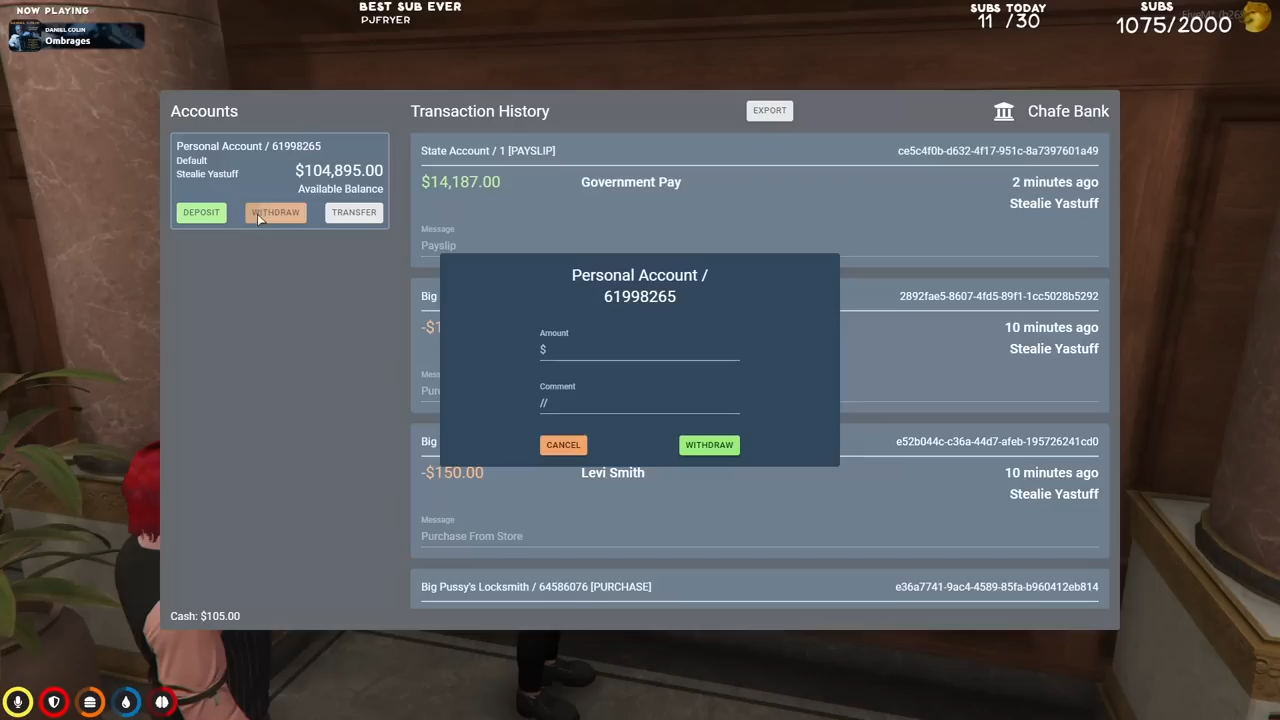 NOW PLAYING
DANIEL COLIN
Ombrages
BEST SUB EVER
PJFRYER
SUBS TODAY
11 /30
SUBS
1075/2000
Accounts
Personal Account / 61998265
Default
Stealie Yastuff
$104,895.00
Available Balance
DEPOSIT
WITHDRAW
TRANSFER
Cash: $105.00
Transaction History
EXPORT
Chafe Bank
State Account / 1 [PAYSLIP]
ce5c4f0b-d632-4f17-951c-8a7397601a49
$14,187.00
Government Pay
2 minutes ago
Stealie Yastuff
Message
Payslip
Big
2892fae5-8607-4fd5-89f1-1cc5028b5292
-$1
10 minutes ago
Stealie Yastuff
Mes
Pur
Personal Account /
61998265
Amount
$
Comment
//
CANCEL
WITHDRAW
Big
e52b044c-c36a-44d7-afeb-195726241cd0
-$150.00
Levi Smith
10 minutes ago
Stealie Yastuff
Message
Purchase From Store
Big Pussy's Locksmith / 64586076 [PURCHASE]
e36a7741-9ac4-4589-85fa-b960412eb814